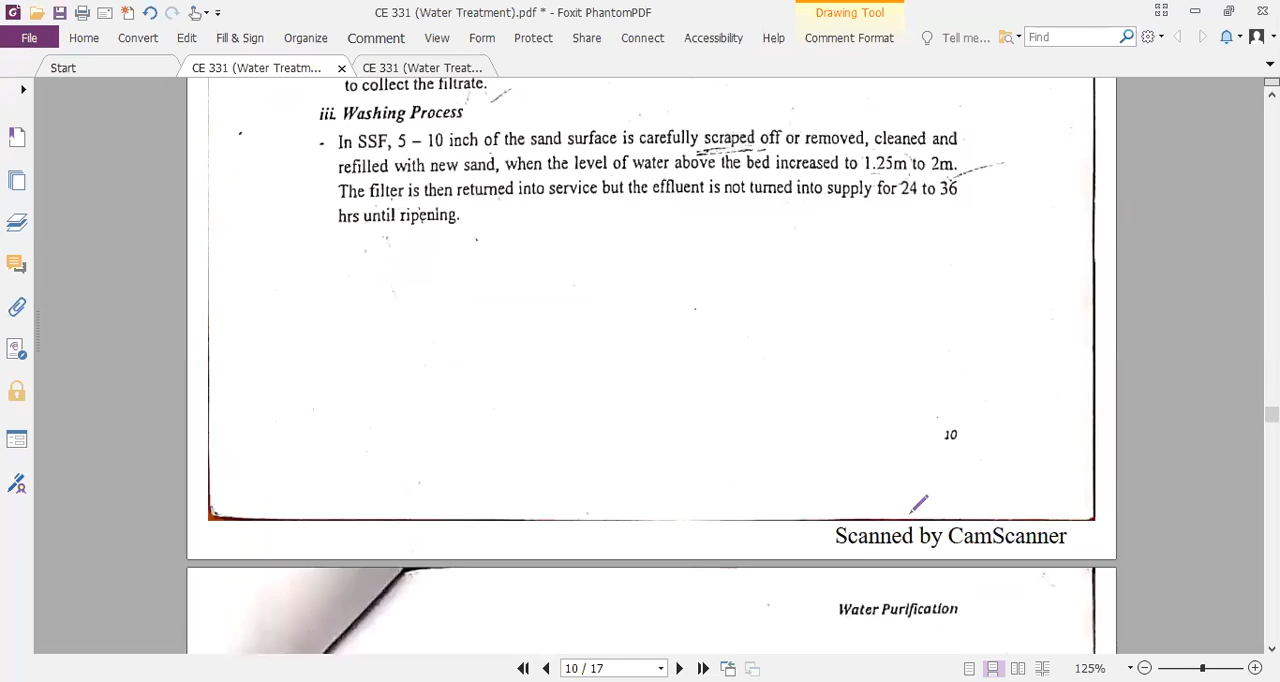 CE 331 (Water Treatment).pdf * - Foxit PhantomPDF
Drawing Tool
File Home Convert Edit Fill & Sign Organize Comment View Form Protect Share Connect Accessibility Help Comment Format Tell me... Find
Start
CE 331 (Water Treatm...
CE 331 (Water Treat...
to collect the filtrate.
iii. Washing Process
- In SSF, 5 – 10 inch of the sand surface is carefully scraped off or removed, cleaned and
refilled with new sand, when the level of water above the bed increased to 1.25m to 2m.
The filter is then returned into service but the effluent is not turned into supply for 24 to 36
hrs until ripening.
10
Scanned by CamScanner
Water Purification
10 / 17
125%